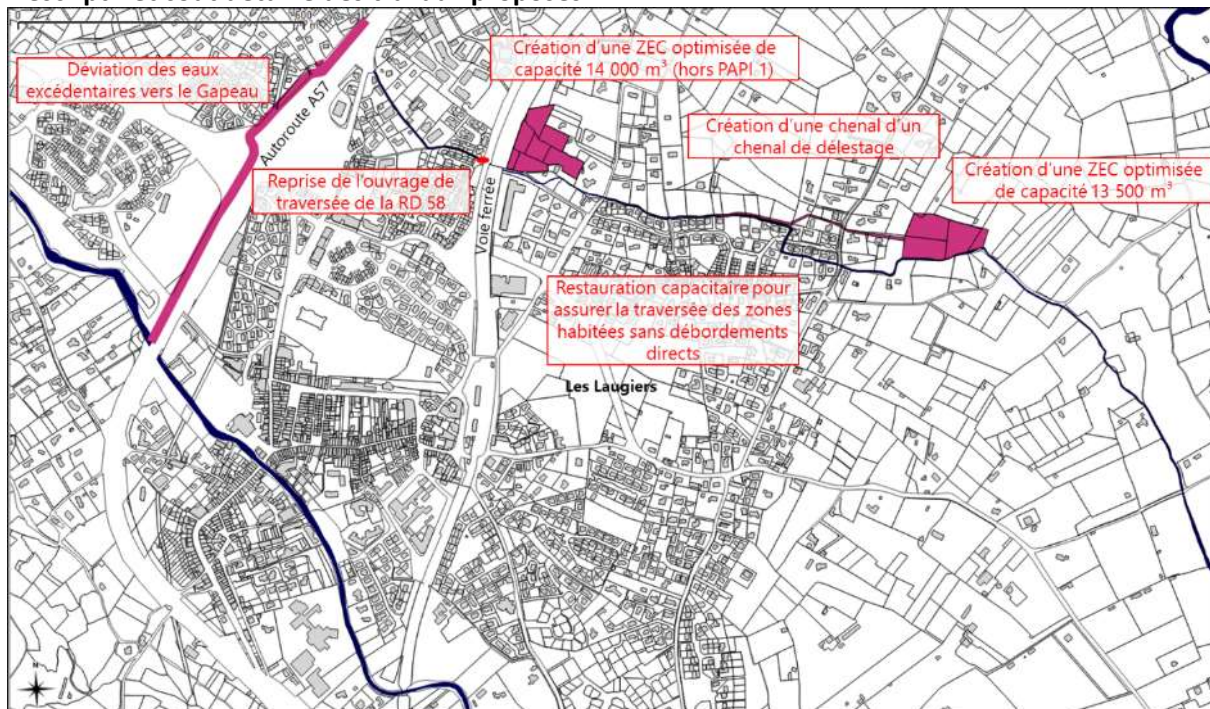 Création d'une ZEC optimisée de
capacité 14 000 m³ (hors PAPI 1)
Déviation des eaux
excédentaires vers le Gapeau
Autoroute A57
Création d'une chenal d'un
chenal de délestage
Création d'une ZEC optimisée
de capacité 13 500 m³
Reprise de l'ouvrage de
traversée de la RD 58
Voie ferrée
Restauration capacitaire pour
assurer la traversée des zones
habitées sans débordements
directs
Les Laugiers
N